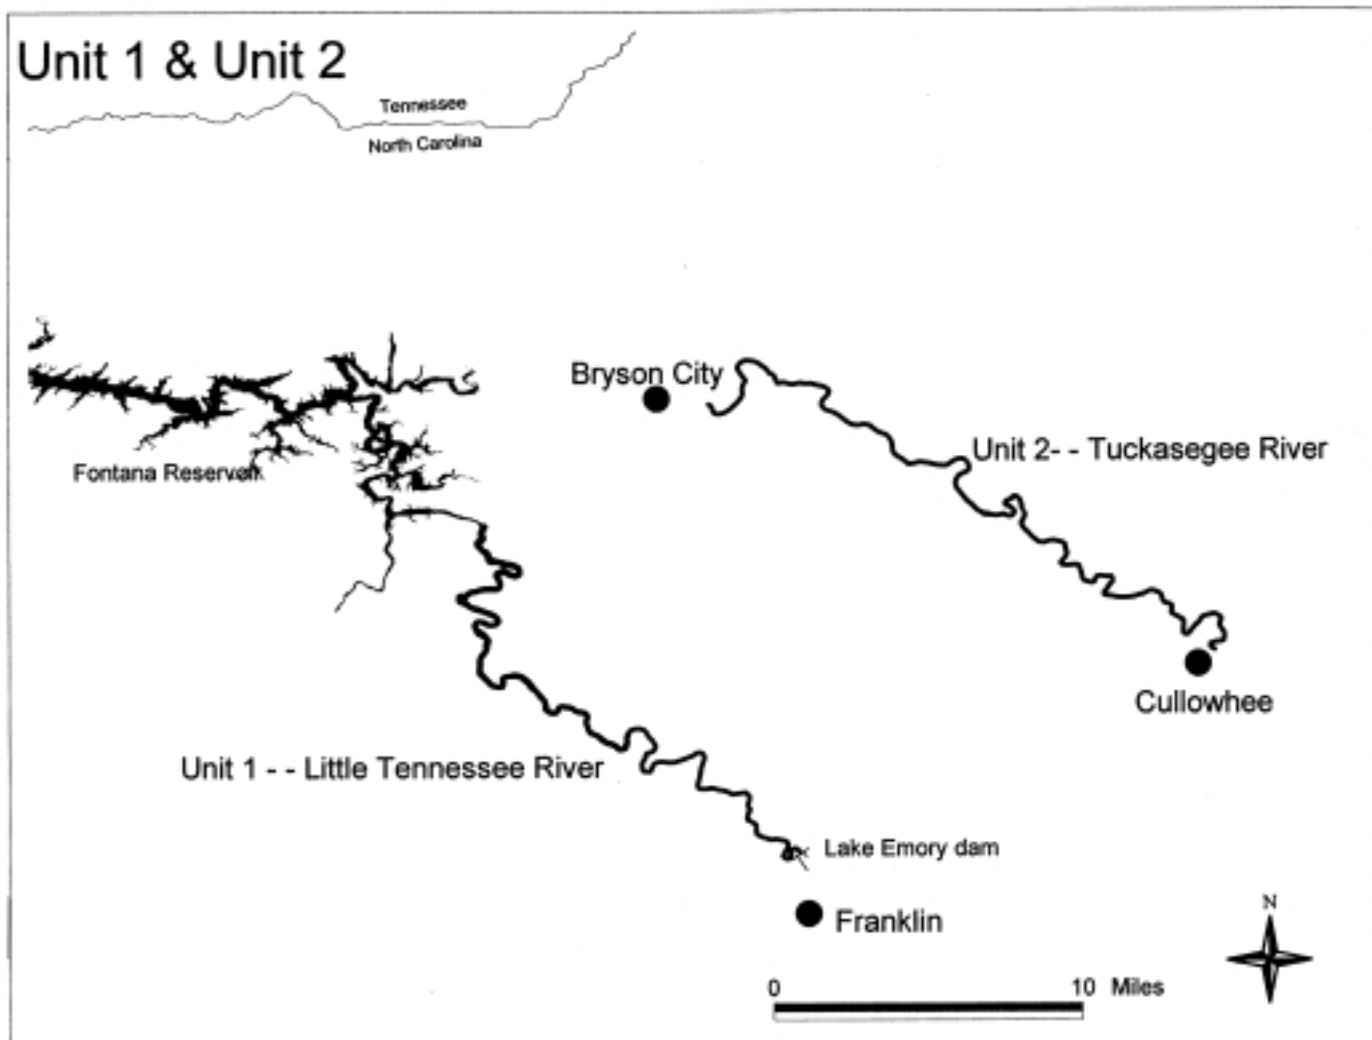 Unit 1 & Unit 2
Tennessee
North Carolina
Bryson City
Unit 2- - Tuckasegee River
Fontana Reservoir
Cullowhee
Unit 1 - - Little Tennessee River
Lake Emory dam
Franklin
N
0 10 Miles